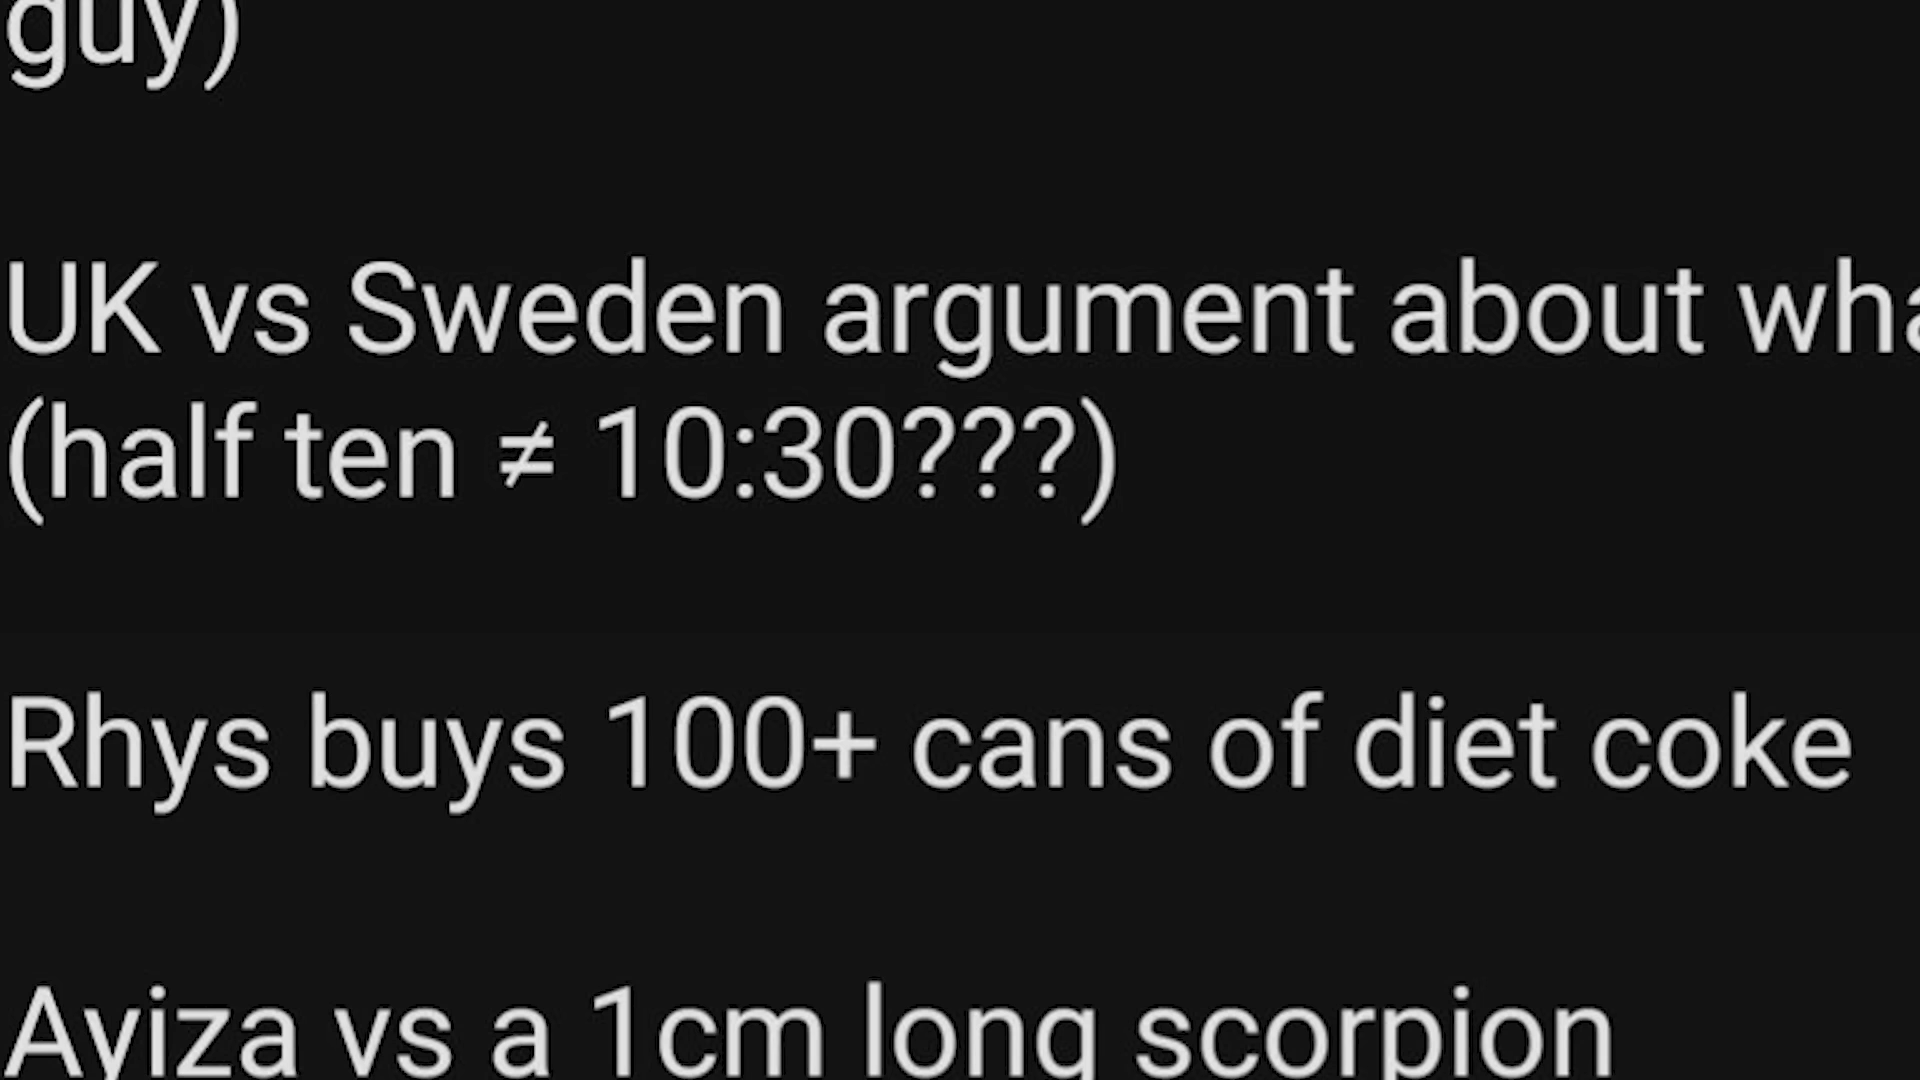 guy)
UK vs Sweden argument about
(half ten ≠ 10:30???)
Rhys buys 100+ cans of diet coke
Ayiza vs a 1cm long scorpion